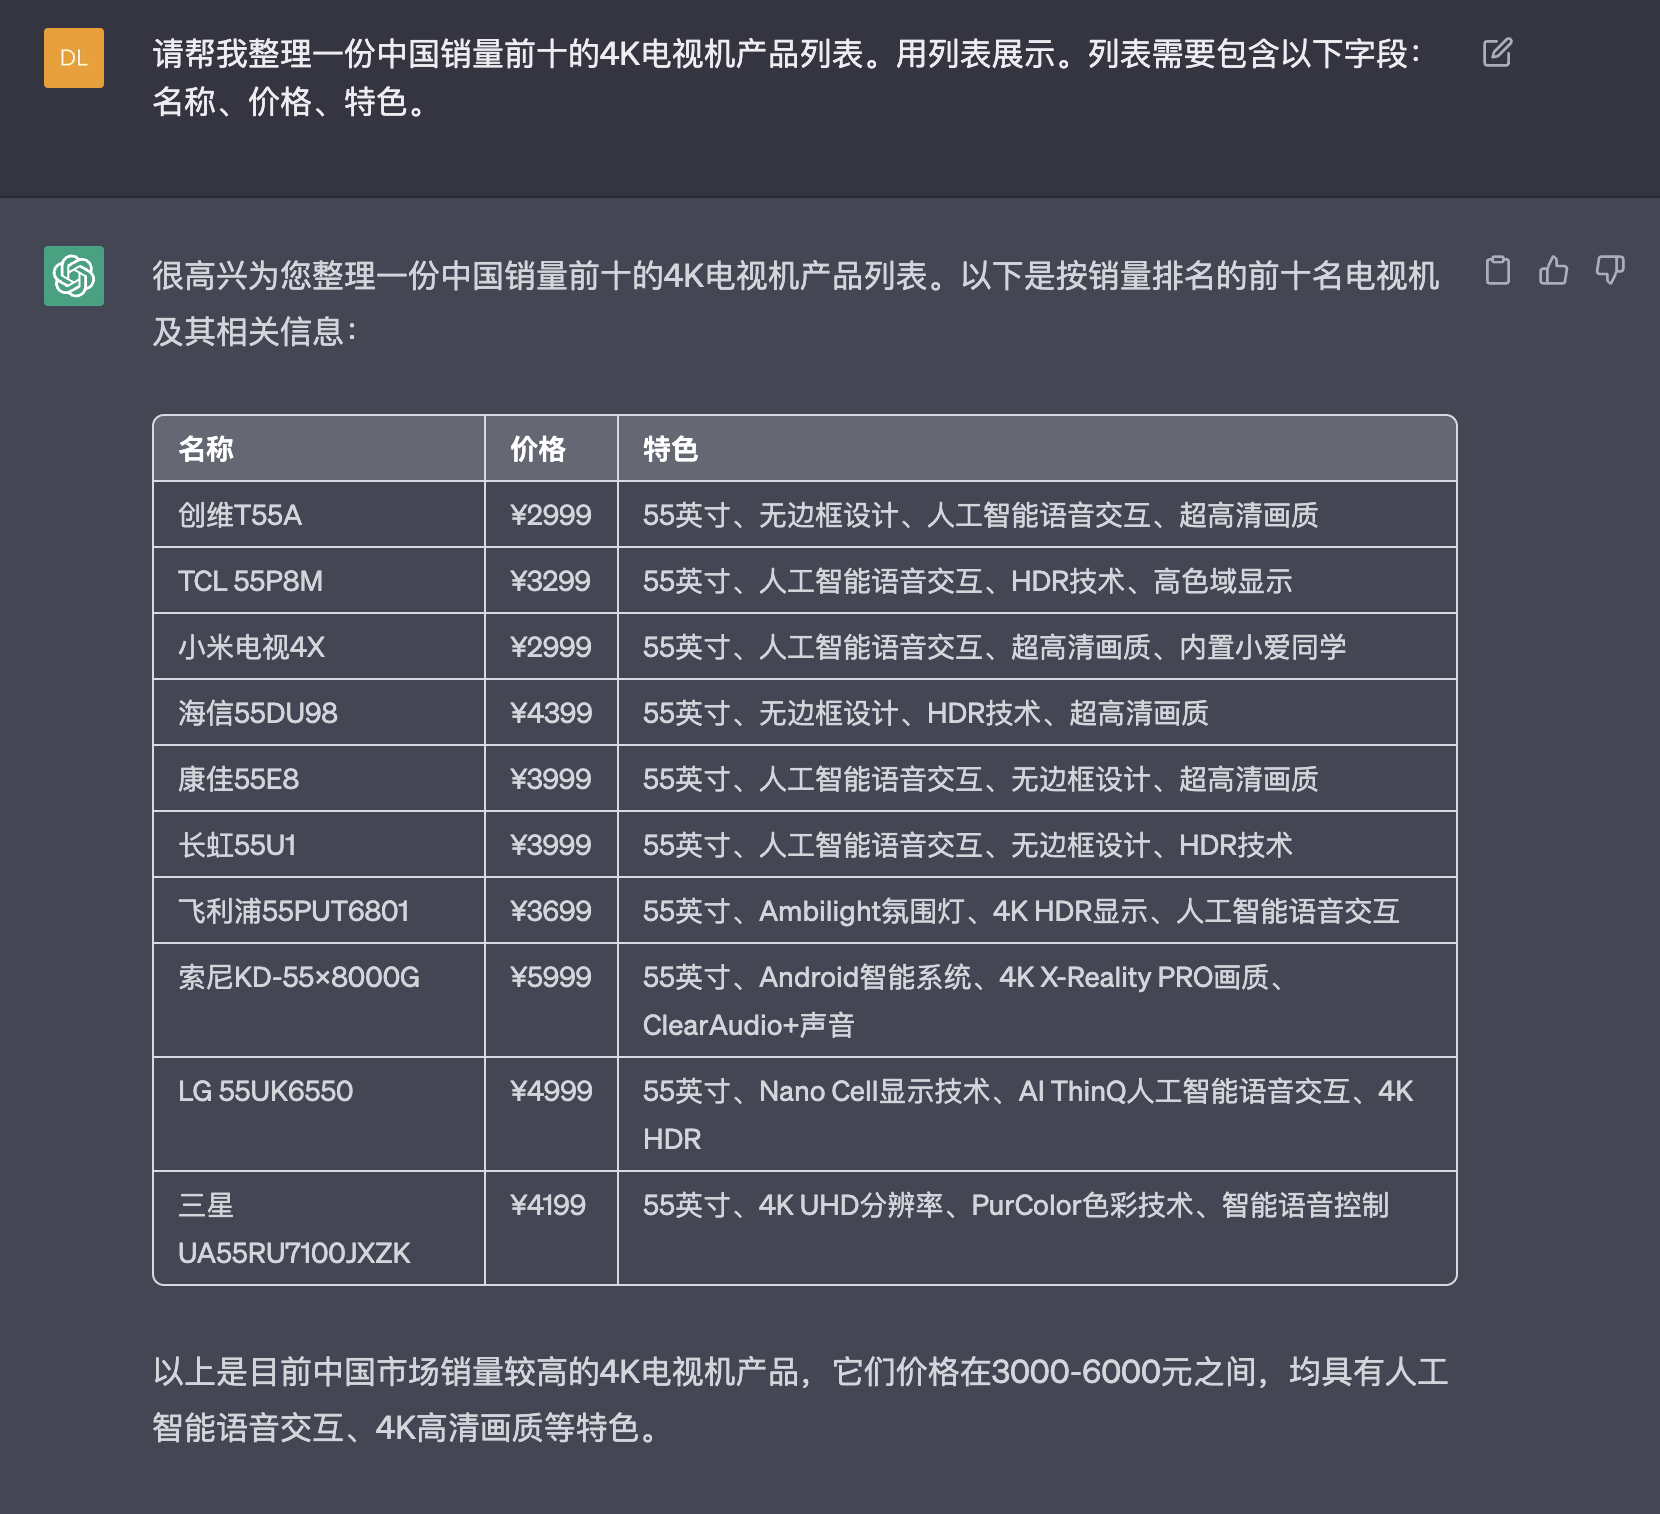 DL
请帮我整理一份中国销量前十的4K电视机产品列表。用列表展示。列表需要包含以下字段：
名称、价格、特色。
很高兴为您整理一份中国销量前十的4K电视机产品列表。以下是按销量排名的前十名电视机
及其相关信息：
名称 价格 特色
创维T55A ¥2999 55英寸、无边框设计、人工智能语音交互、超高清画质
TCL 55P8M ¥3299 55英寸、人工智能语音交互、HDR技术、高色域显示
小米电视4X ¥2999 55英寸、人工智能语音交互、超高清画质、内置小爱同学
海信55DU98 ¥4399 55英寸、无边框设计、HDR技术、超高清画质
康佳55E8 ¥3999 55英寸、人工智能语音交互、无边框设计、超高清画质
长虹55U1 ¥3999 55英寸、人工智能语音交互、无边框设计、HDR技术
飞利浦55PUT6801 ¥3699 55英寸、Ambilight氛围灯、4K HDR显示、人工智能语音交互
索尼KD-55×8000G ¥5999 55英寸、Android智能系统、4K X-Reality PRO画质、
ClearAudio+声音
LG 55UK6550 ¥4999 55英寸、Nano Cell显示技术、AI ThinQ人工智能语音交互、4K
HDR
三星 ¥4199 55英寸、4K UHD分辨率、PurColor色彩技术、智能语音控制
UA55RU7100JXZK
以上是目前中国市场销量较高的4K电视机产品，它们价格在3000-6000元之间，均具有人工
智能语音交互、4K高清画质等特色。